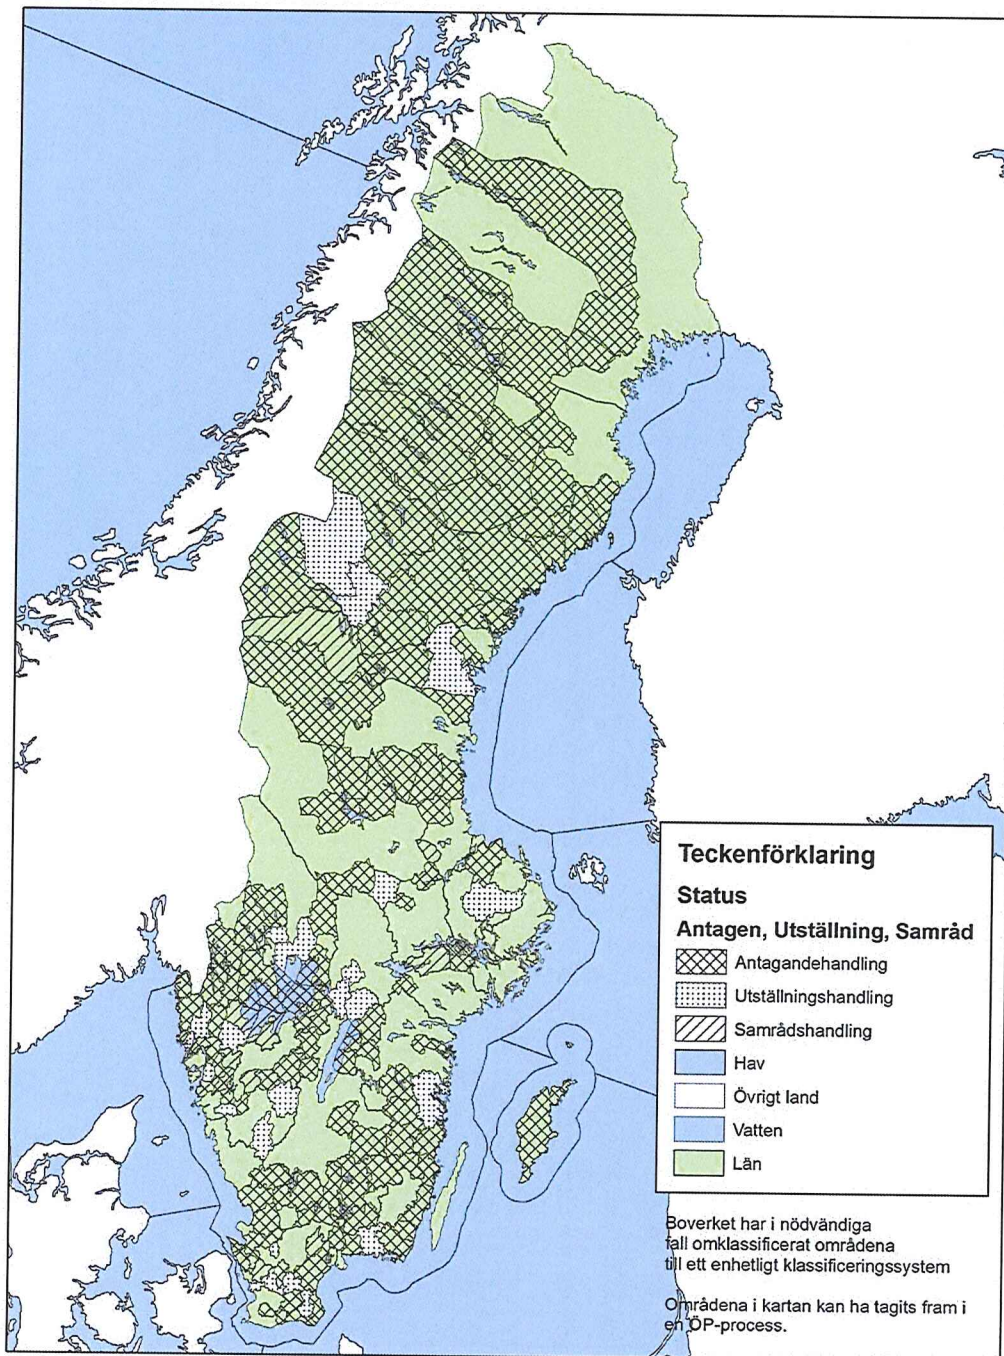 Teckenförklaring
Status
Antagen, Utställning, Samråd
Antagandehandling
Utställningshandling
Samrådshandling
Hav
Övrigt land
Vatten
Län
Boverket har i nödvändiga
fall omklassificerat områdena
till ett enhetligt klassificeringssystem
Områdena i kartan kan ha tagits fram i
en ÖP-process.